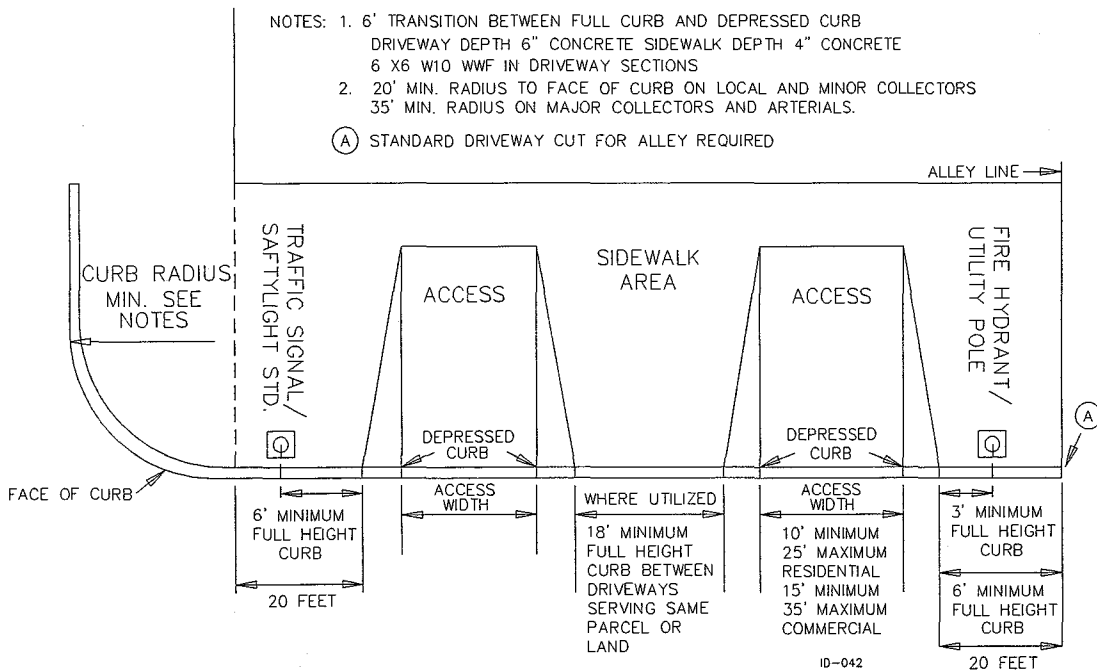 NOTES: 1. 6' TRANSITION BETWEEN FULL CURB AND DEPRESSED CURB
DRIVEWAY DEPTH 6" CONCRETE SIDEWALK DEPTH 4" CONCRETE
6 X6 W10 WWF IN DRIVEWAY SECTIONS
2. 20' MIN. RADIUS TO FACE OF CURB ON LOCAL AND MINOR COLLECTORS
35' MIN. RADIUS ON MAJOR COLLECTORS AND ARTERIALS.
A STANDARD DRIVEWAY CUT FOR ALLEY REQUIRED
ALLEY LINE
CURB RADIUS
MIN. SEE
NOTES
TRAFFIC SIGNAL/
SAFTYLIGHT STD.
ACCESS
SIDEWALK
AREA
ACCESS
FIRE HYDRANT/
UTILITY POLE
A
DEPRESSED
CURB
DEPRESSED
CURB
FACE OF CURB
6' MINIMUM
FULL HEIGHT
CURB
20 FEET
ACCESS
WIDTH
WHERE UTILIZED
18' MINIMUM
FULL HEIGHT
CURB BETWEEN
DRIVEWAYS
SERVING SAME
PARCEL OR
LAND
ACCESS
WIDTH
10' MINIMUM
25' MAXIMUM
RESIDENTIAL
15' MINIMUM
35' MAXIMUM
COMMERCIAL
3' MINIMUM
FULL HEIGHT
CURB
6' MINIMUM
FULL HEIGHT
CURB
20 FEET
ID-042